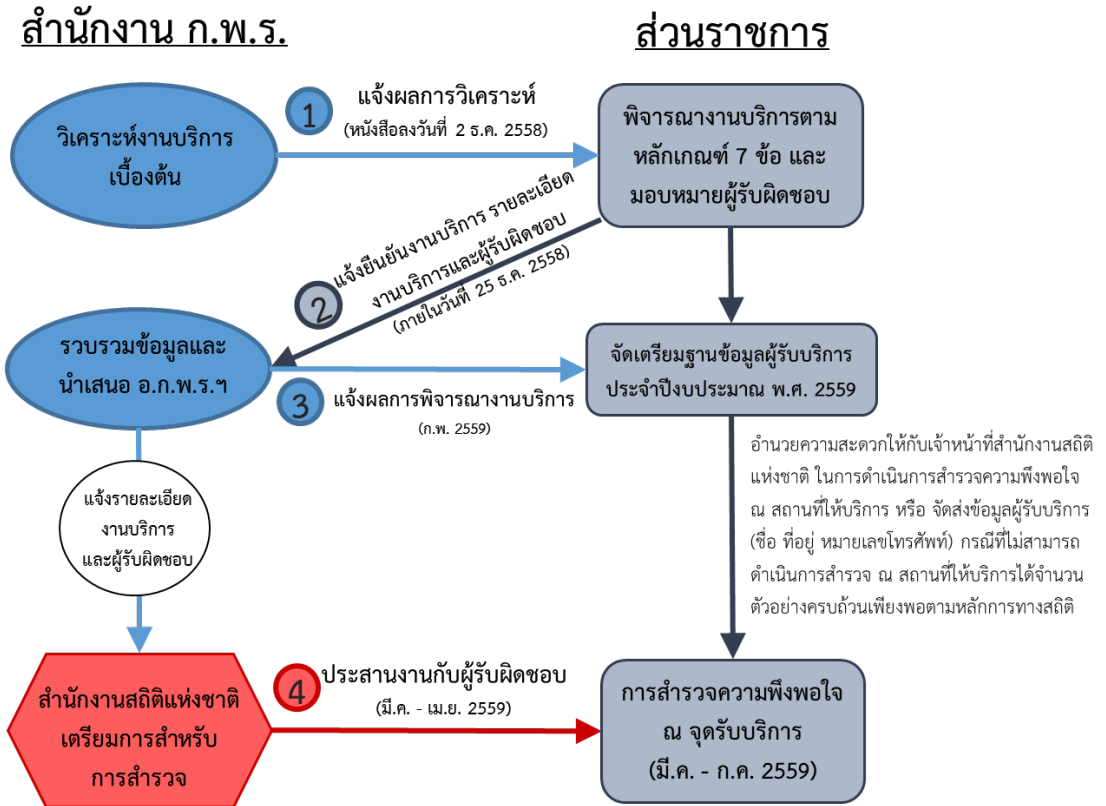 สำนักงาน ก.พ.ร.
ส่วนราชการ
วิเคราะห์งานบริการ
เบื้องต้น
1
แจ้งผลการวิเคราะห์
(หนังสือลงวันที่ 2 ธ.ค. 2558)
พิจารณางานบริการตาม
หลักเกณฑ์ 7 ข้อ และ
มอบหมายผู้รับผิดชอบ
2
แจ้งยืนยันงานบริการ รายละเอียด
งานบริการและผู้รับผิดชอบ
(ภายในวันที่ 25 ธ.ค. 2558)
รวบรวมข้อมูลและ
นำเสนอ อ.ก.พ.ร.ฯ
3
แจ้งผลการพิจารณางานบริการ
(ก.พ. 2559)
จัดเตรียมฐานข้อมูลผู้รับบริการ
ประจำปีงบประมาณ พ.ศ. 2559
แจ้งรายละเอียด
งานบริการ
และผู้รับผิดชอบ
อำนวยความสะดวกให้กับเจ้าหน้าที่สำนักงานสถิติ
แห่งชาติ ในการดำเนินการสำรวจความพึงพอใจ
ณ สถานที่ให้บริการ หรือ จัดส่งข้อมูลผู้รับบริการ
(ชื่อ ที่อยู่ หมายเลขโทรศัพท์) กรณีที่ไม่สามารถ
ดำเนินการสำรวจ ณ สถานที่ให้บริการได้จำนวน
ตัวอย่างครบถ้วนเพียงพอตามหลักการทางสถิติ
สำนักงานสถิติแห่งชาติ
เตรียมการสำหรับ
การสำรวจ
4
ประสานงานกับผู้รับผิดชอบ
(มี.ค. - เม.ย. 2559)
การสำรวจความพึงพอใจ
ณ จุดรับบริการ
(มี.ค. - ก.ค. 2559)